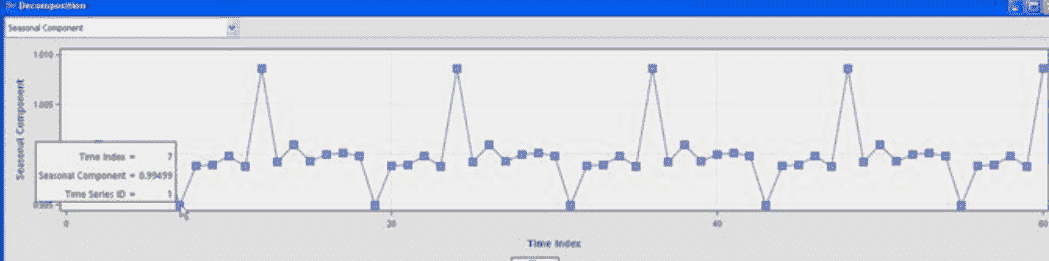 Decomposition
Seasonal Component
1.010
1.005
0.995
Seasonal Component
Time Index = 7
Seasonal Component = 0.99499
Time Series ID = 1
0 20 40 60
Time Index